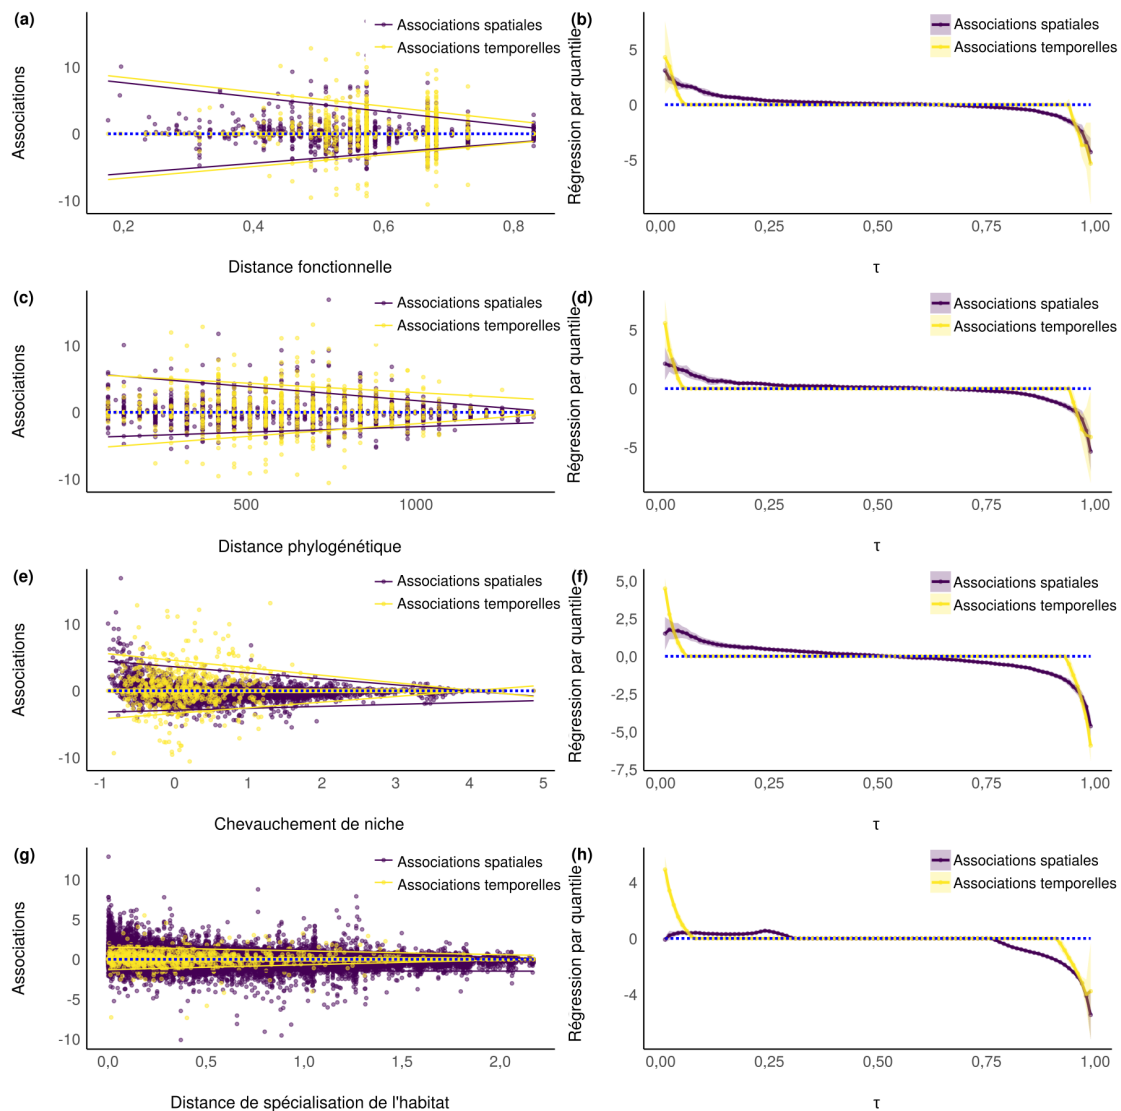 (a)
Associations spatiales
Associations temporelles
Associations
10
0
-10
0,2
0,4
0,6
0,8
Distance fonctionnelle
(b)
Associations spatiales
Associations temporelles
Régression par quantile
5
0
-5
0,00
0,25
0,50
0,75
1,00
τ
(c)
Associations spatiales
Associations temporelles
Associations
10
0
-10
500
1000
Distance phylogénétique
(d)
Associations spatiales
Associations temporelles
Régression par quantile
5
0
-5
0,00
0,25
0,50
0,75
1,00
τ
(e)
Associations spatiales
Associations temporelles
Associations
10
0
-10
-1
0
1
2
3
4
5
Chevauchement de niche
(f)
Associations spatiales
Associations temporelles
Régression par quantile
5,0
2,5
0,0
-2,5
-5,0
-7,5
0,00
0,25
0,50
0,75
1,00
τ
(g)
Associations spatiales
Associations temporelles
Associations
10
5
0
-5
-10
0,0
0,5
1,0
1,5
2,0
Distance de spécialisation de l'habitat
(h)
Associations spatiales
Associations temporelles
Régression par quantile
4
0
-4
0,00
0,25
0,50
0,75
1,00
τ